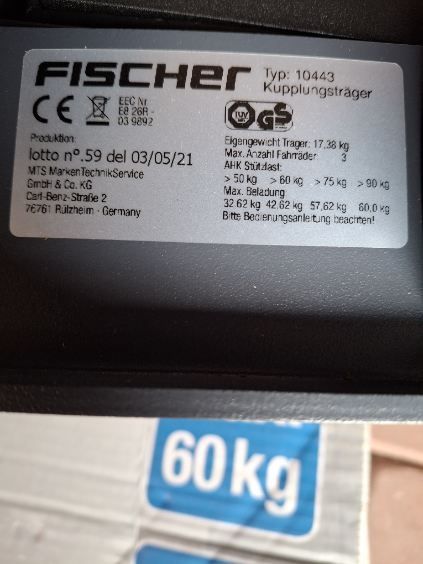 FISCHER
Typ: 10443
Kupplungsträger
CE
EEC Nr
E8 26R -
03 9892
TÜV
GS
Produktion:
lotto n°.59 del 03/05/21
MTS MarkenTechnikService
GmbH & Co. KG
Carl-Benz-Straße 2
76761 Rülzheim - Germany
Eigengewicht Träger: 17,38 kg
Max. Anzahl Fahrräder: 3
AHK Stützlast:
> 50 kg > 60 kg > 75 kg > 90 kg
Max. Beladung:
32,62 kg 42,62 kg 57,62 kg 60,0 kg
Bitte Bedienungsanleitung beachten!
60kg